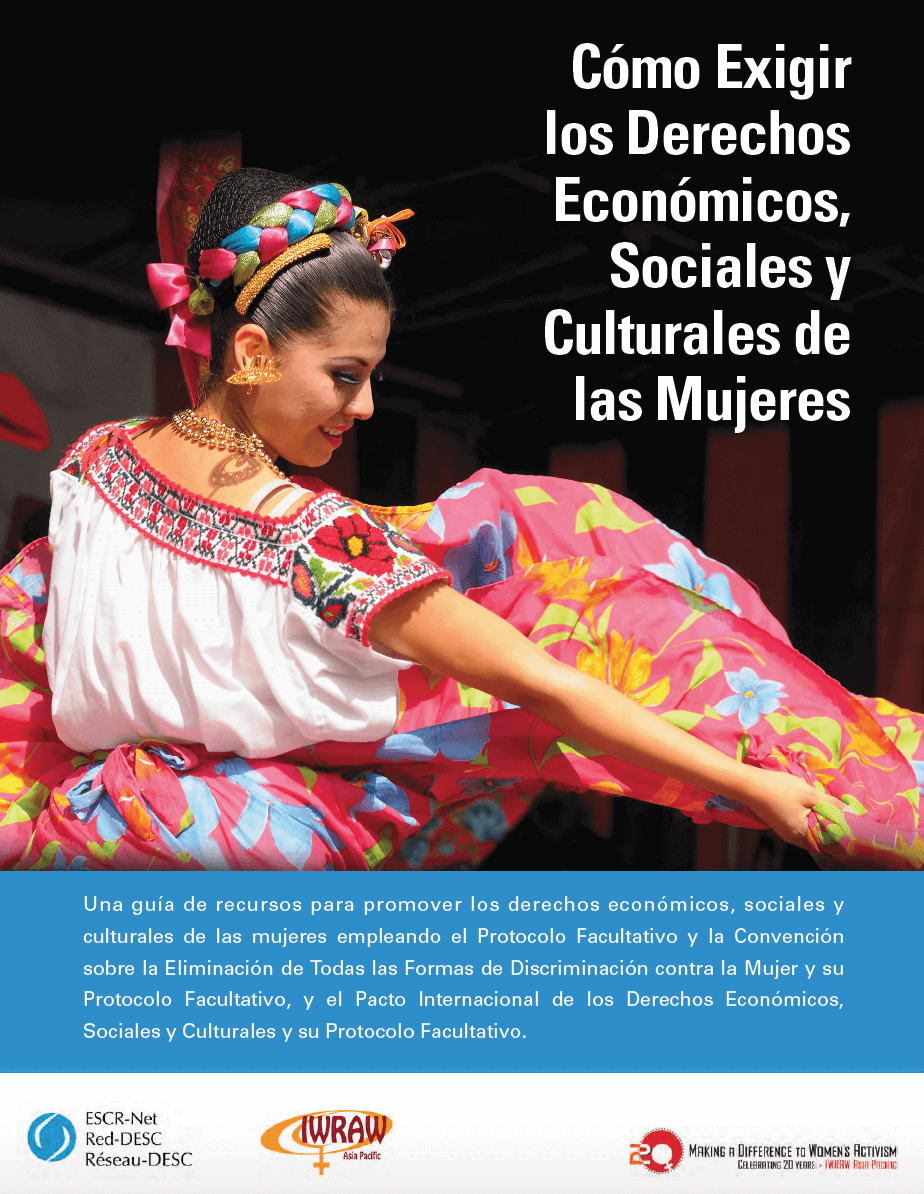 Cómo Exigir
los Derechos
Económicos,
Sociales y
Culturales de
las Mujeres
Una guía de recursos para promover los derechos económicos, sociales y
culturales de las mujeres empleando el Protocolo Facultativo y la Convención
sobre la Eliminación de Todas las Formas de Discriminación contra la Mujer y su
Protocolo Facultativo, y el Pacto Internacional de los Derechos Económicos,
Sociales y Culturales y su Protocolo Facultativo.
ESCR-Net
Red-DESC
Réseau-DESC
IWRAW
Asia Pacific
20
MAKING A DIFFERENCE TO WOMEN'S ACTIVISM
CELEBRATING 20 YEARS - IWRAW ASIA PACIFIC